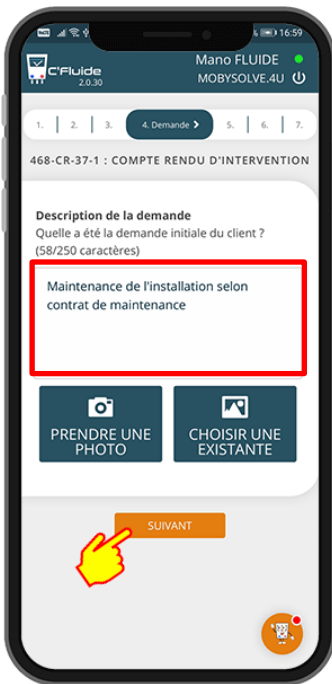 16:59
C'Fluide
2.0.30
Mano FLUIDE
MOBYSOLVE.4U
1. 2. 3. 4. Demande 5. 6. 7.
468-CR-37-1 : COMPTE RENDU D'INTERVENTION
Description de la demande
Quelle a été la demande initiale du client ?
(58/250 caractères)
Maintenance de l'installation selon
contrat de maintenance
PRENDRE UNE
PHOTO
CHOISIR UNE
EXISTANTE
SUIVANT